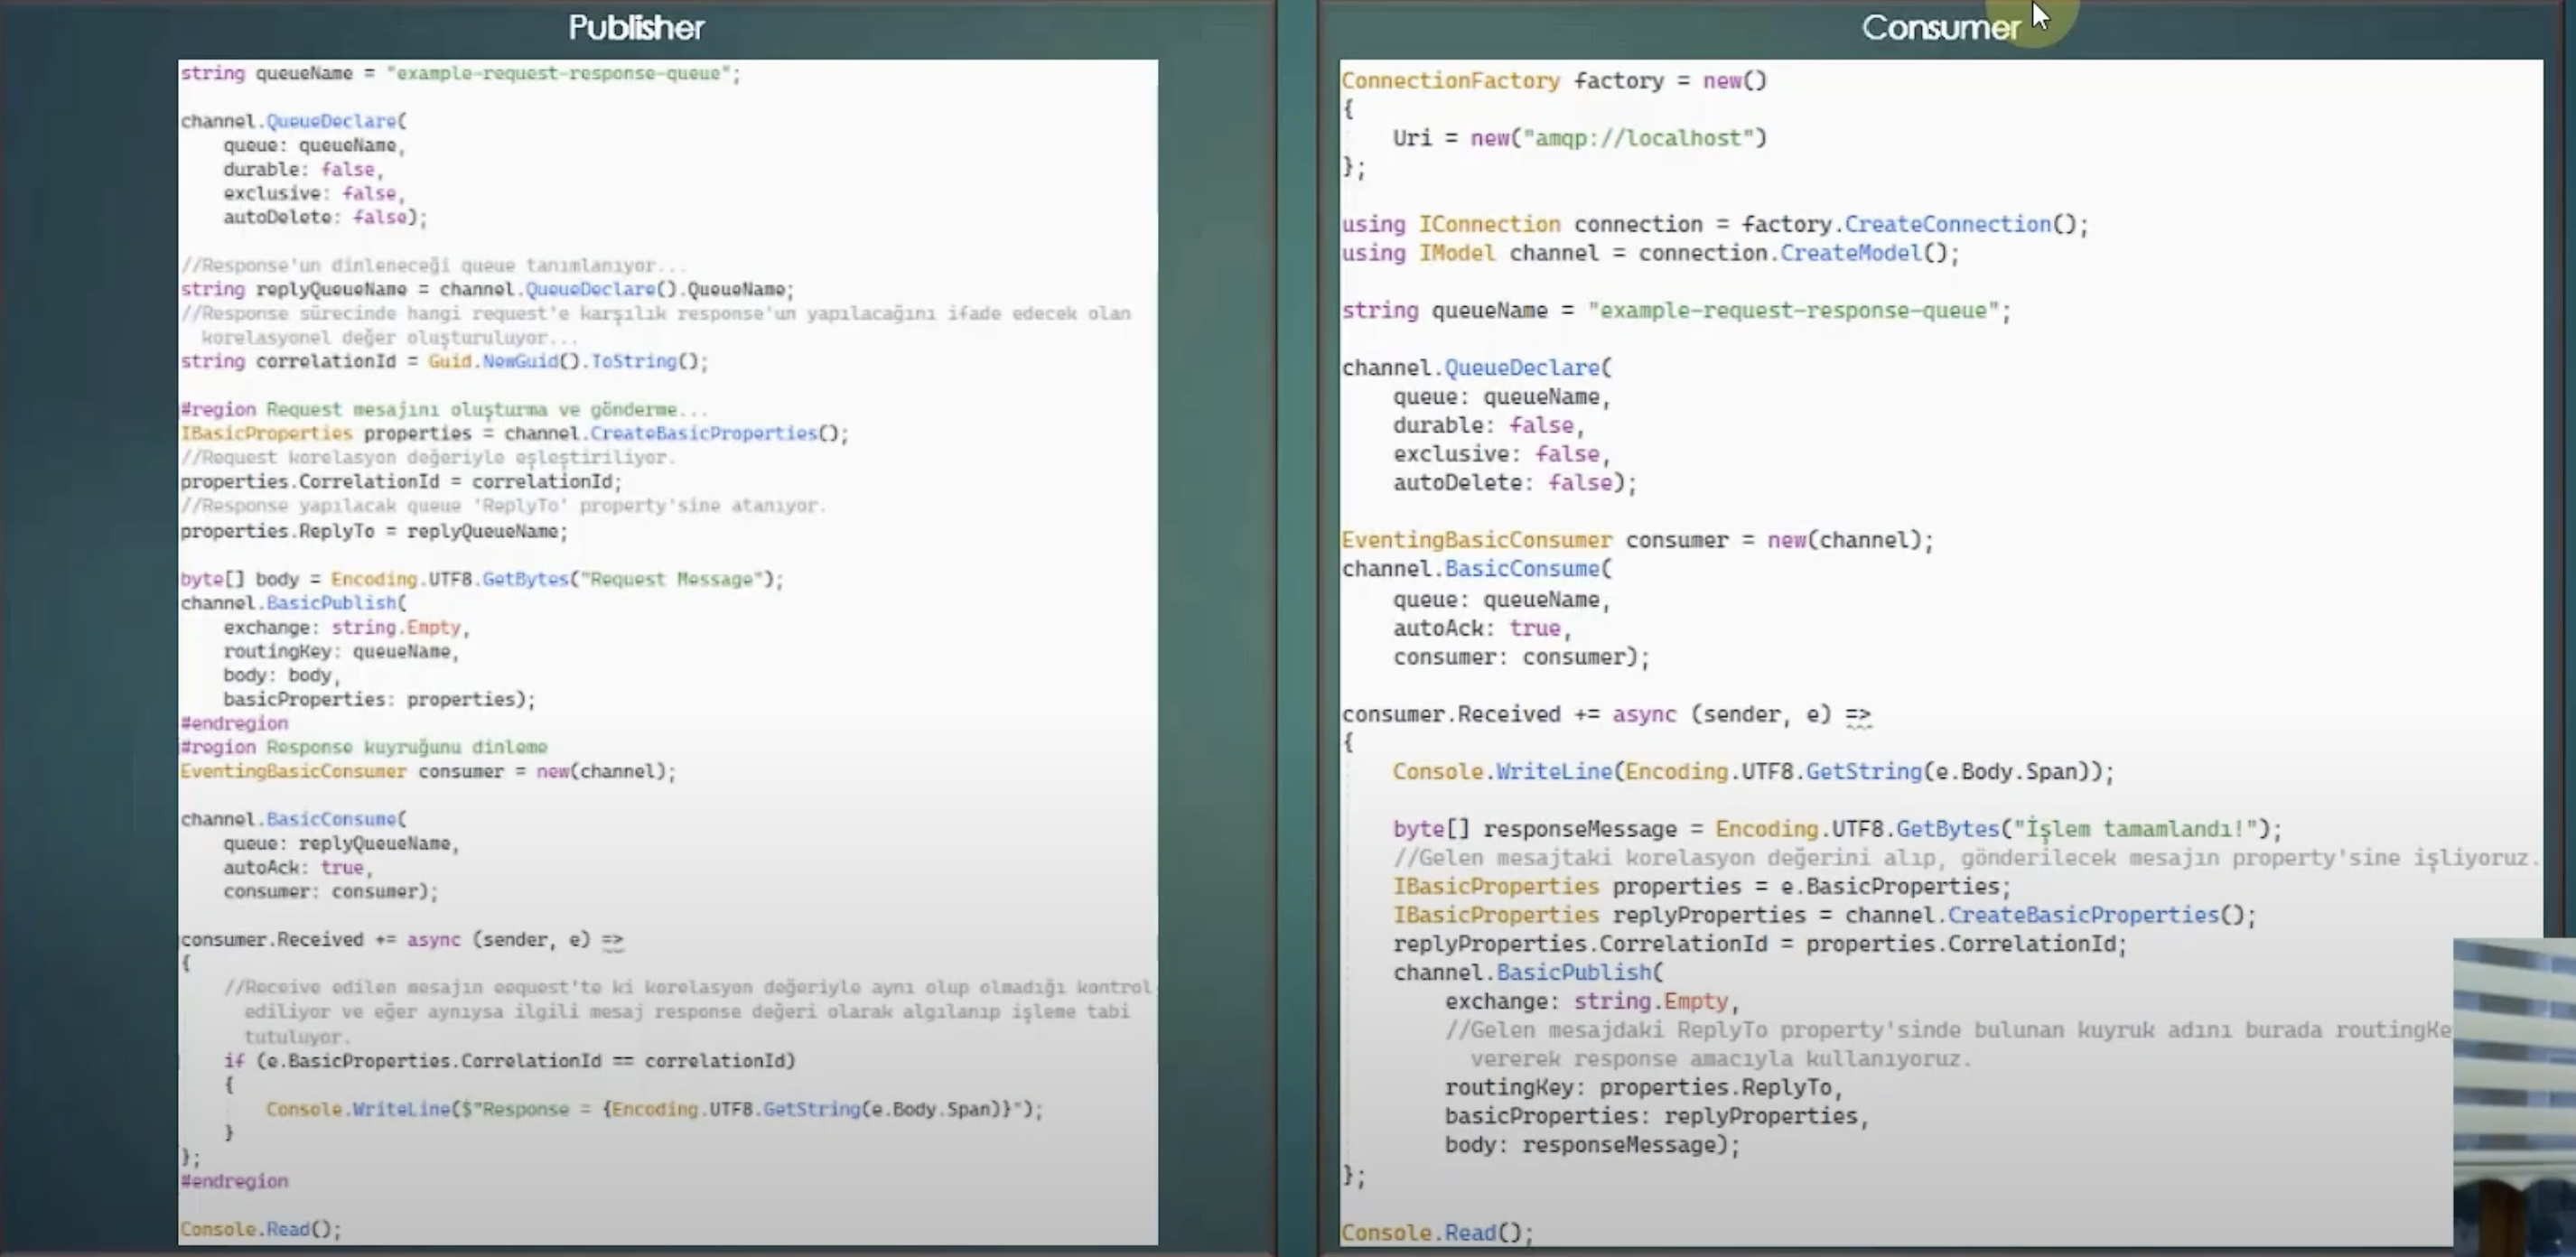 Publisher
string queueName = "example-request-response-queue";
channel.QueueDeclare(
queue: queueName,
durable: false,
exclusive: false,
autoDelete: false);
//Response'un dinleneceği queue tanımlanıyor...
string replyQueueName = channel.QueueDeclare().QueueName;
//Response sürecinde hangi request'e karşılık response'un yapılacağını ifade edecek olan
korelasyonel değer oluşturuluyor...
string correlationId = Guid.NewGuid().ToString();
#region Request mesajını oluşturma ve gönderme...
IBasicProperties properties = channel.CreateBasicProperties();
//Request korelasyon değeriyle eşleştiriliyor.
properties.CorrelationId = correlationId;
//Response yapılacak queue 'ReplyTo' property'sine atanıyor.
properties.ReplyTo = replyQueueName;
byte[] body = Encoding.UTF8.GetBytes("Request Message");
channel.BasicPublish(
exchange: string.Empty,
routingKey: queueName,
body: body,
basicProperties: properties);
#endregion
#region Response kuyruğunu dinleme
EventingBasicConsumer consumer = new(channel);
channel.BasicConsume(
queue: replyQueueName,
autoAck: true,
consumer: consumer);
consumer.Received += async (sender, e) =>
{
//Receive edilen mesajın eequest'te ki korelasyon değeriyle aynı olup olmadığı kontrol
ediliyor ve eğer aynıysa ilgili mesaj response değeri olarak algılanıp işleme tabi
tutuluyor.
if (e.BasicProperties.CorrelationId == correlationId)
{
Console.WriteLine($"Response = {Encoding.UTF8.GetString(e.Body.Span)}");
}
};
#endregion
Console.Read();
Consumer
ConnectionFactory factory = new()
{
Uri = new("amqp://localhost")
};
using IConnection connection = factory.CreateConnection();
using IModel channel = connection.CreateModel();
string queueName = "example-request-response-queue";
channel.QueueDeclare(
queue: queueName,
durable: false,
exclusive: false,
autoDelete: false);
EventingBasicConsumer consumer = new(channel);
channel.BasicConsume(
queue: queueName,
autoAck: true,
consumer: consumer);
consumer.Received += async (sender, e) =>
{
Console.WriteLine(Encoding.UTF8.GetString(e.Body.Span));
byte[] responseMessage = Encoding.UTF8.GetBytes("İşlem tamamlandı!");
//Gelen mesajtaki korelasyon değerini alıp, gönderilecek mesajın property'sine işliyoruz.
IBasicProperties properties = e.BasicProperties;
IBasicProperties replyProperties = channel.CreateBasicProperties();
replyProperties.CorrelationId = properties.CorrelationId;
channel.BasicPublish(
exchange: string.Empty,
//Gelen mesajdaki ReplyTo property'sinde bulunan kuyruk adını burada
vererek response amacıyla kullanıyoruz.
routingKey: properties.ReplyTo,
basicProperties: replyProperties,
body: responseMessage);
};
Console.Read();